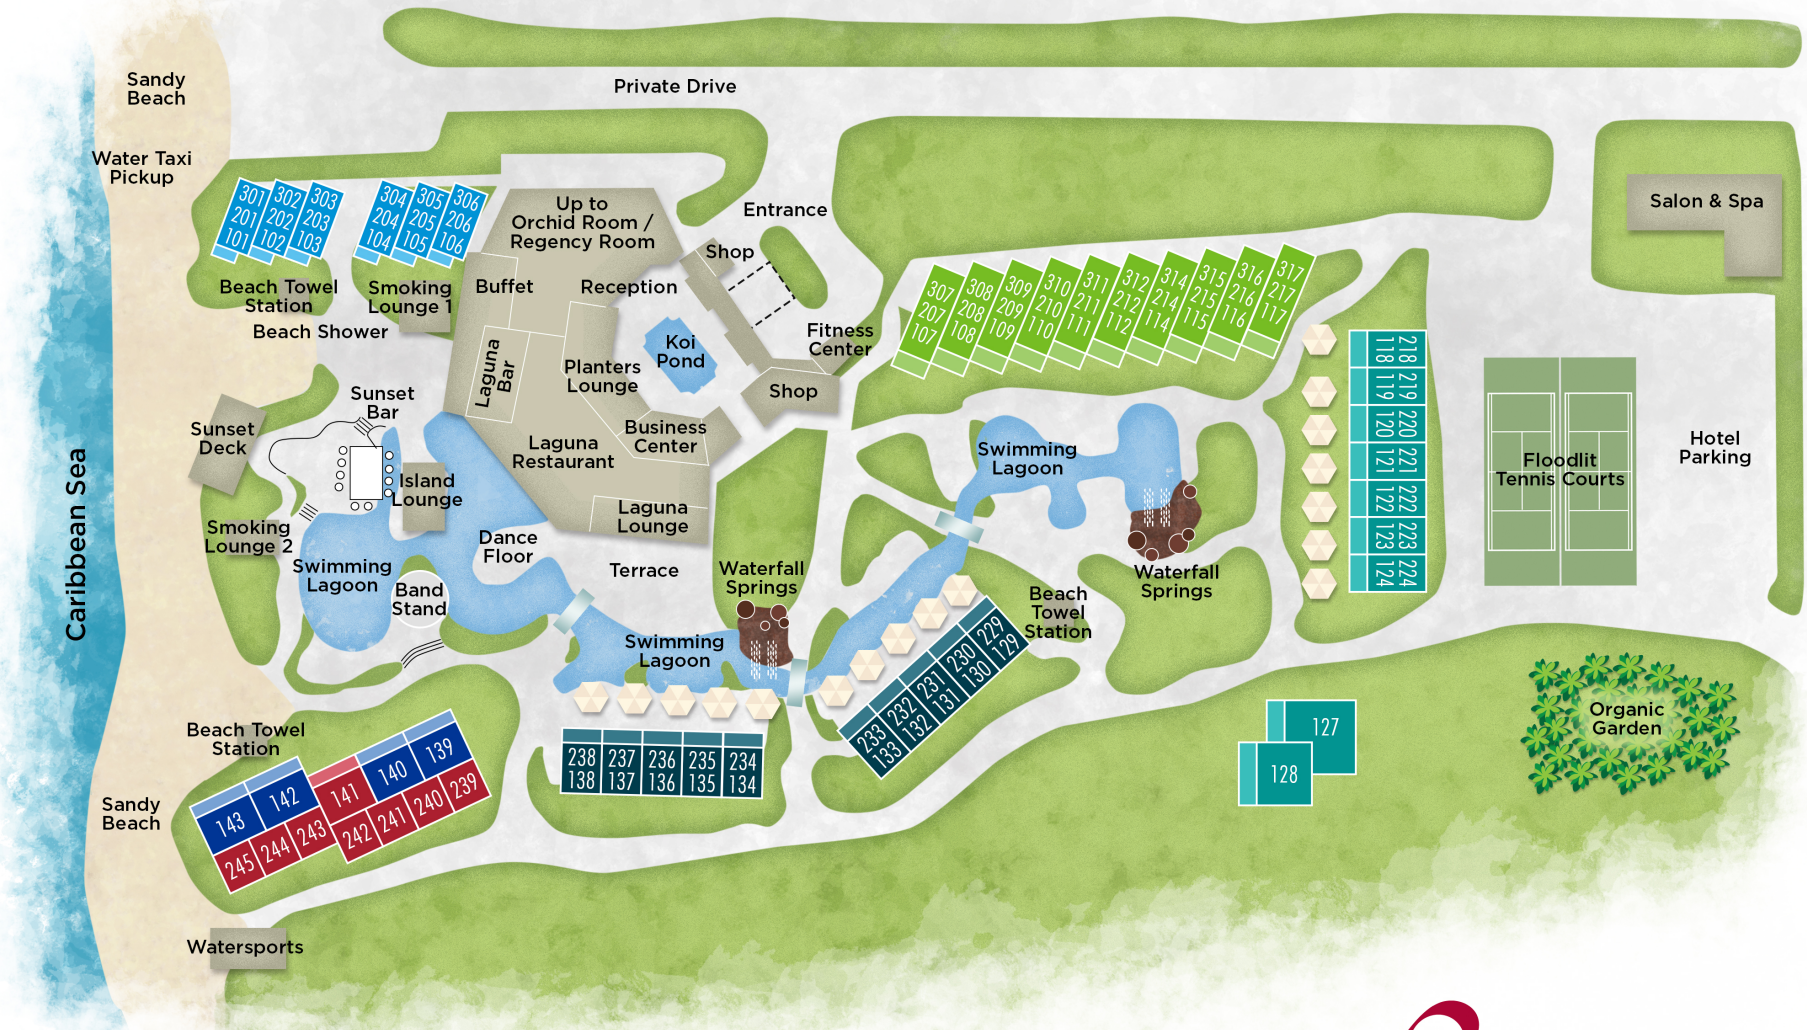 Private Drive
Sandy
Beach
Water Taxi
Pickup
301
201
101
302
202
102
303
203
103
304
204
104
305
205
105
306
206
106
Up to
Orchid Room /
Regency Room
Entrance
Shop
Salon & Spa
Beach Towel
Station
Smoking
Lounge 1
Buffet
Reception
Beach Shower
Koi
Pond
Fitness
Center
Shop
307
207
107
308
208
108
309
209
109
310
210
110
311
211
111
312
212
112
314
214
114
315
215
115
316
216
116
317
217
117
Laguna
Bar
Planters
Lounge
Business
Center
Laguna
Restaurant
Laguna
Lounge
Sunset
Bar
Sunset
Deck
Island
Lounge
Caribbean Sea
Smoking
Lounge 2
Swimming
Lagoon
Band
Stand
Dance
Floor
Terrace
Waterfall
Springs
Swimming
Lagoon
Swimming
Lagoon
Waterfall
Springs
Beach
Towel
Station
218
118
219
119
220
120
221
121
222
122
223
123
224
124
Floodlit
Tennis Courts
Hotel
Parking
229
129
230
130
231
131
232
132
233
133
238
138
237
137
236
136
235
135
234
134
127
128
Organic
Garden
Beach Towel
Station
143
142
141
140
139
245
244
243
242
241
240
239
Sandy
Beach
Watersports